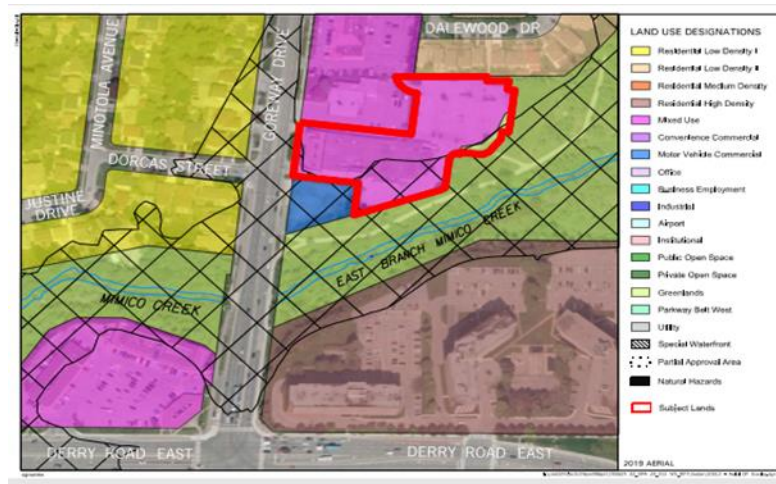 DALEWOOD DR
MINOTOLA AVENUE
GOREWAY DRIVE
DORCAS STREET
JUSTINE
DRIVE
EAST BRANCH MIMICO CREEK
MIMICO CREEK
DERRY ROAD EAST
DERRY ROAD EAST
LAND USE DESIGNATIONS
Residential Low Density I
Residential Low Density II
Residential Medium Density
Residential High Density
Mixed Use
Convenience Commercial
Motor Vehicle Commercial
Office
Business Employment
Industrial
Airport
Institutional
Public Open Space
Private Open Space
Greenlands
Parkway Belt West
Utility
Special Waterfront
Partial Approval Area
Natural Hazards
Subject Lands
2019 AERIAL